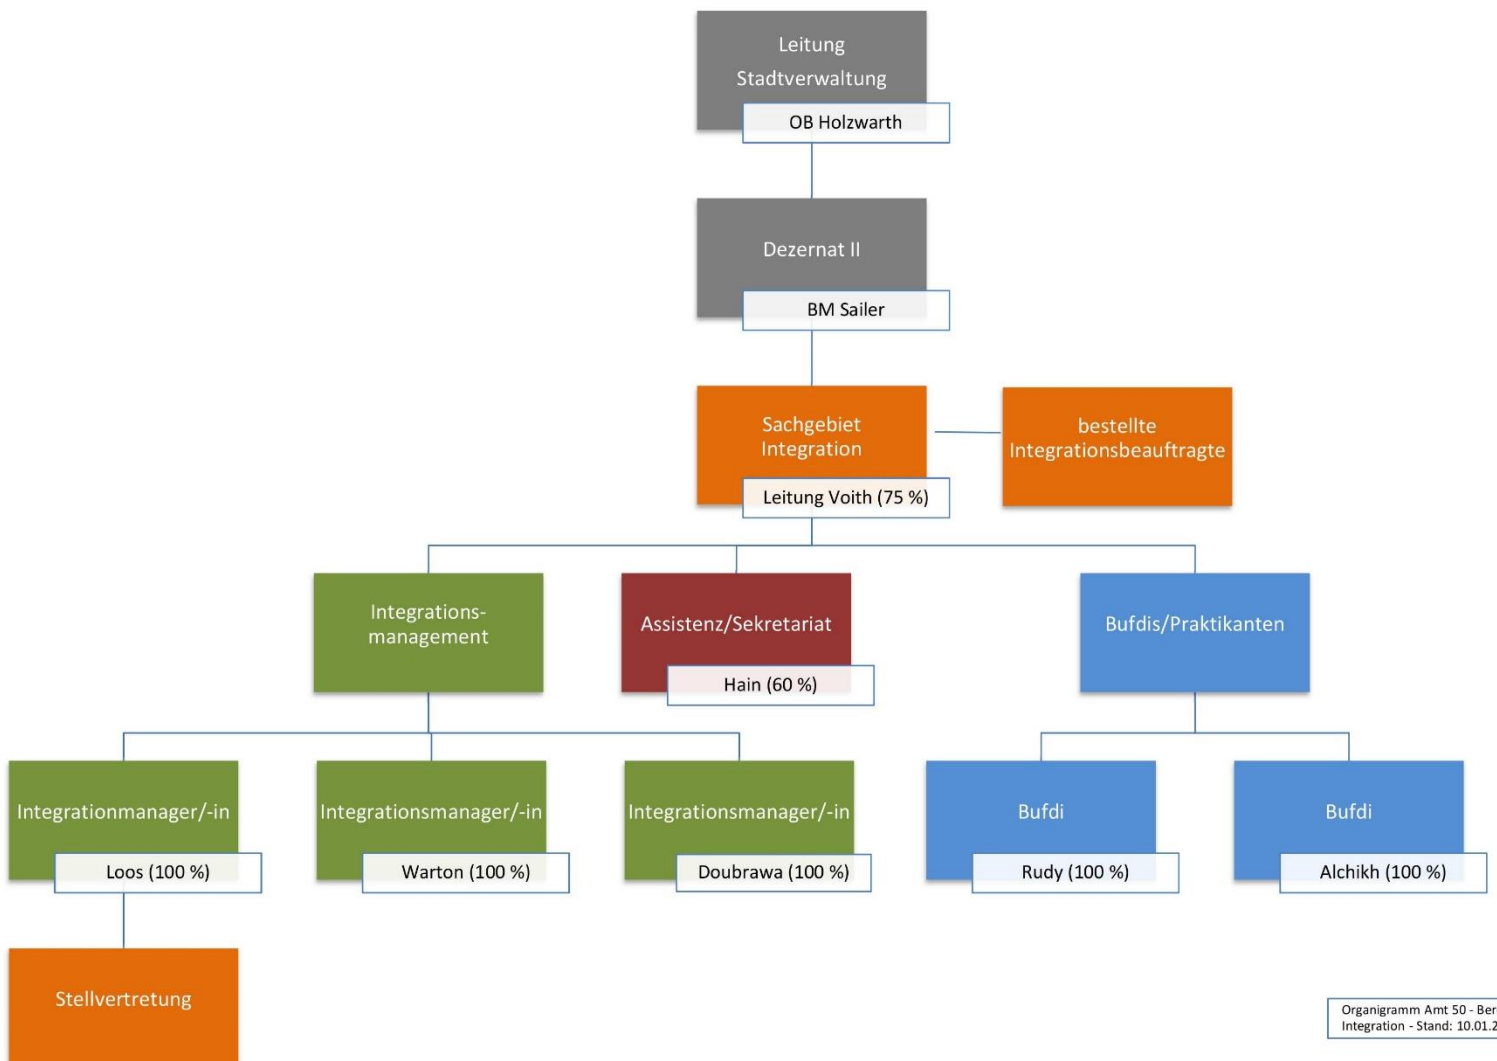 Leitung
Stadtverwaltung
OB Holzwarth
Dezernat II
BM Sailer
Sachgebiet
Integration
Leitung Voith (75 %)
bestellte
Integrationsbeauftragte
Integrations-
management
Assistenz/Sekretariat
Hain (60 %)
Bufdis/Praktikanten
Integrationmanager/-in
Loos (100 %)
Integrationsmanager/-in
Warton (100 %)
Integrationsmanager/-in
Doubrawa (100 %)
Bufdi
Rudy (100 %)
Bufdi
Alchikh (100 %)
Stellvertretung
Organigramm Amt 50 - Ber
Integration - Stand: 10.01.2